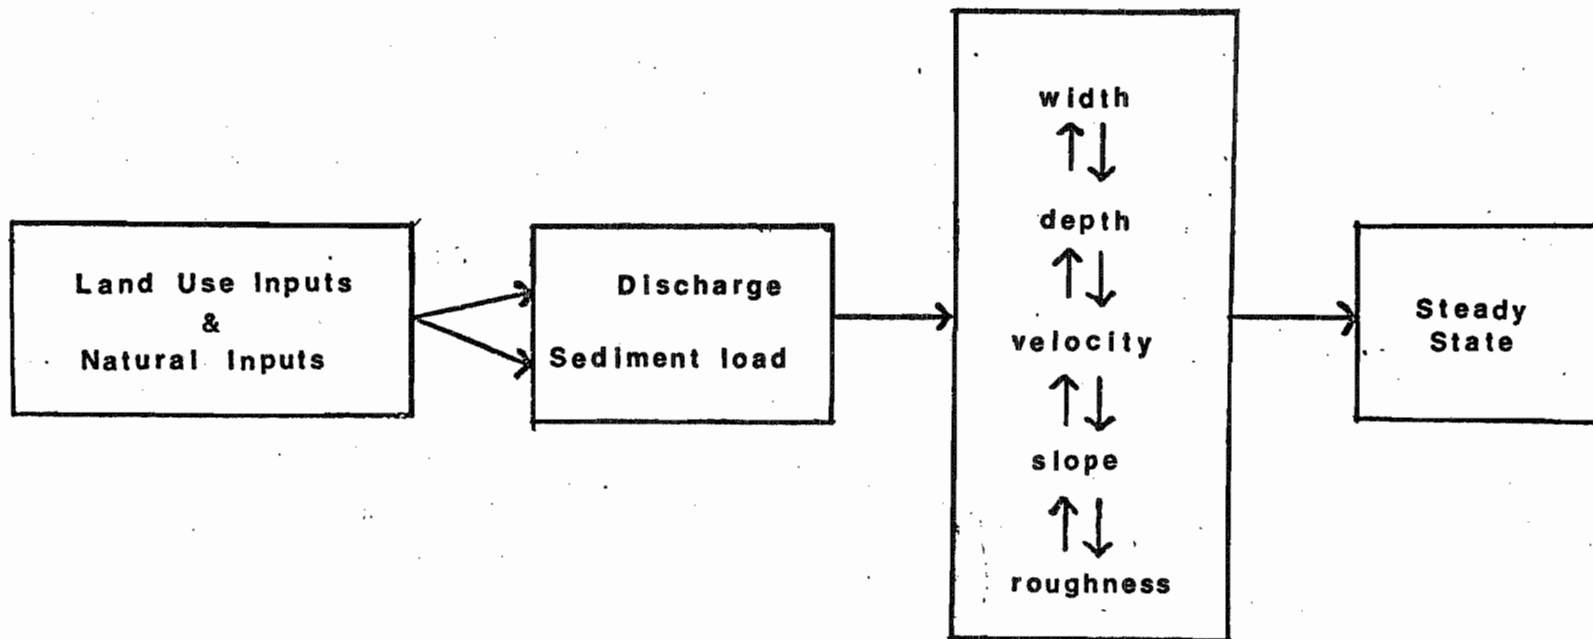 Land Use Inputs
&
Natural Inputs
Discharge
Sediment load
width
depth
velocity
slope
roughness
Steady
State